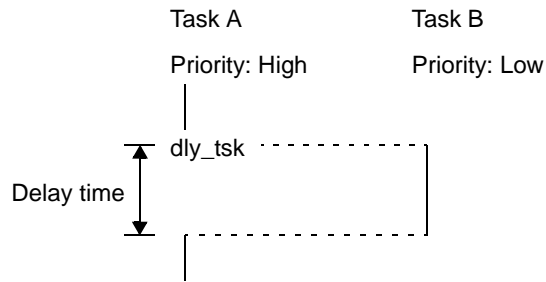 Task A
Task B
Priority: High
Priority: Low
dly_tsk
Delay time